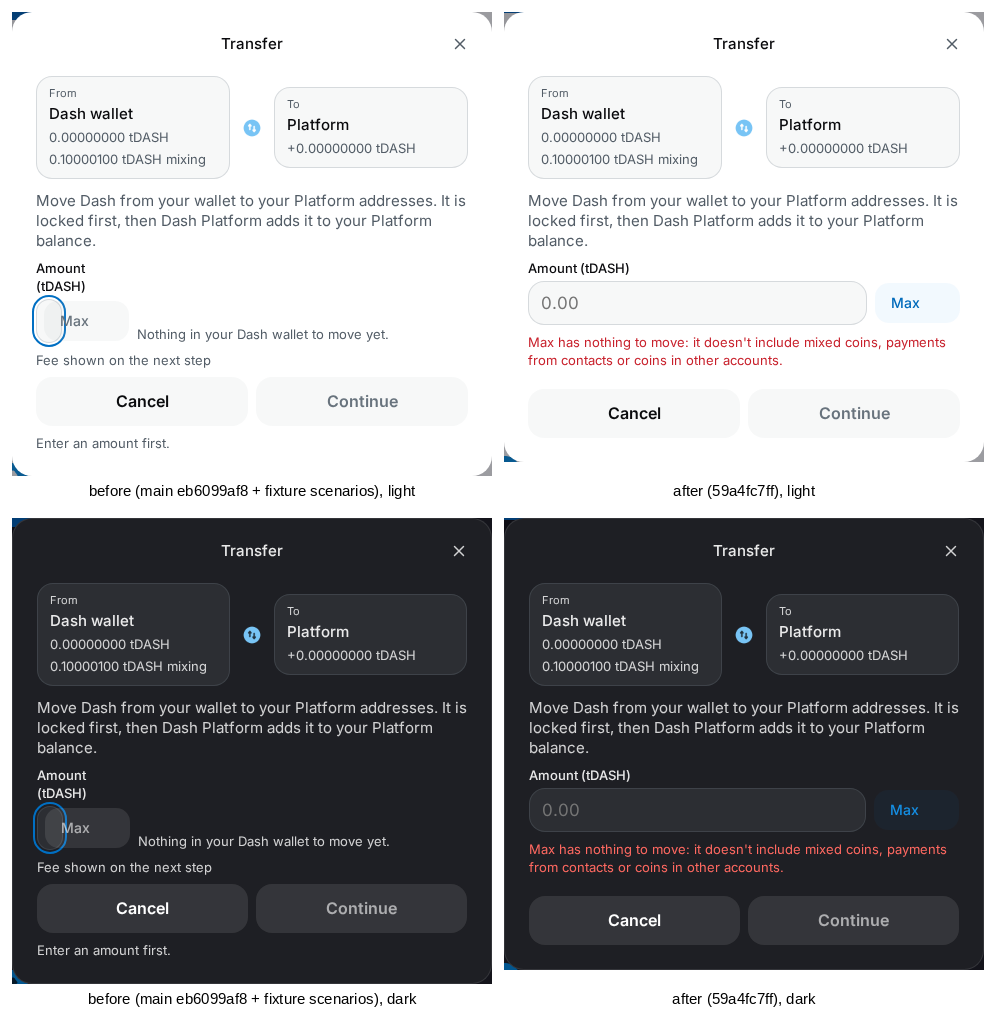 Transfer
From
Dash wallet
0.00000000 tDASH
0.10000100 tDASH mixing
To
Platform
+0.00000000 tDASH
Move Dash from your wallet to your Platform addresses. It is
locked first, then Dash Platform adds it to your Platform
balance.
Amount
(tDASH)
Max
Nothing in your Dash wallet to move yet.
Fee shown on the next step
Cancel
Continue
Enter an amount first.
before (main eb6099af8 + fixture scenarios), light
Transfer
From
Dash wallet
0.00000000 tDASH
0.10000100 tDASH mixing
To
Platform
+0.00000000 tDASH
Move Dash from your wallet to your Platform addresses. It is
locked first, then Dash Platform adds it to your Platform
balance.
Amount (tDASH)
0.00
Max
Max has nothing to move: it doesn't include mixed coins, payments
from contacts or coins in other accounts.
Cancel
Continue
after (59a4fc7ff), light
Transfer
From
Dash wallet
0.00000000 tDASH
0.10000100 tDASH mixing
To
Platform
+0.00000000 tDASH
Move Dash from your wallet to your Platform addresses. It is
locked first, then Dash Platform adds it to your Platform
balance.
Amount
(tDASH)
Max
Nothing in your Dash wallet to move yet.
Fee shown on the next step
Cancel
Continue
Enter an amount first.
before (main eb6099af8 + fixture scenarios), dark
Transfer
From
Dash wallet
0.00000000 tDASH
0.10000100 tDASH mixing
To
Platform
+0.00000000 tDASH
Move Dash from your wallet to your Platform addresses. It is
locked first, then Dash Platform adds it to your Platform
balance.
Amount (tDASH)
0.00
Max
Max has nothing to move: it doesn't include mixed coins, payments
from contacts or coins in other accounts.
Cancel
Continue
after (59a4fc7ff), dark